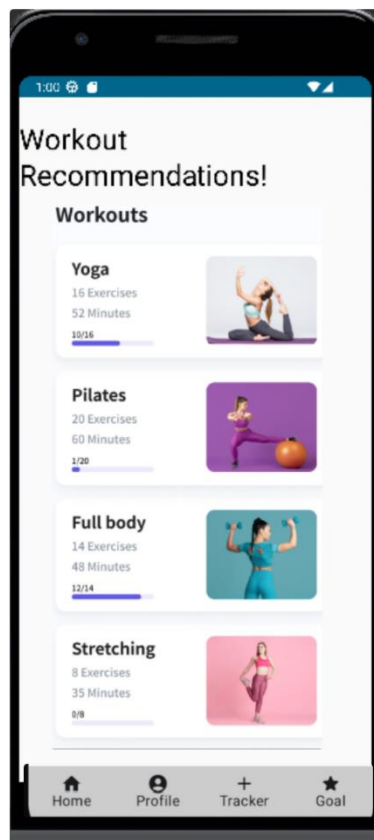 1:00
Workout
Recommendations!
Workouts
Yoga
16 Exercises
52 Minutes
10/16
Pilates
20 Exercises
60 Minutes
1/20
Full body
14 Exercises
48 Minutes
12/14
Stretching
8 Exercises
35 Minutes
0/8
Home Profile Tracker Goal